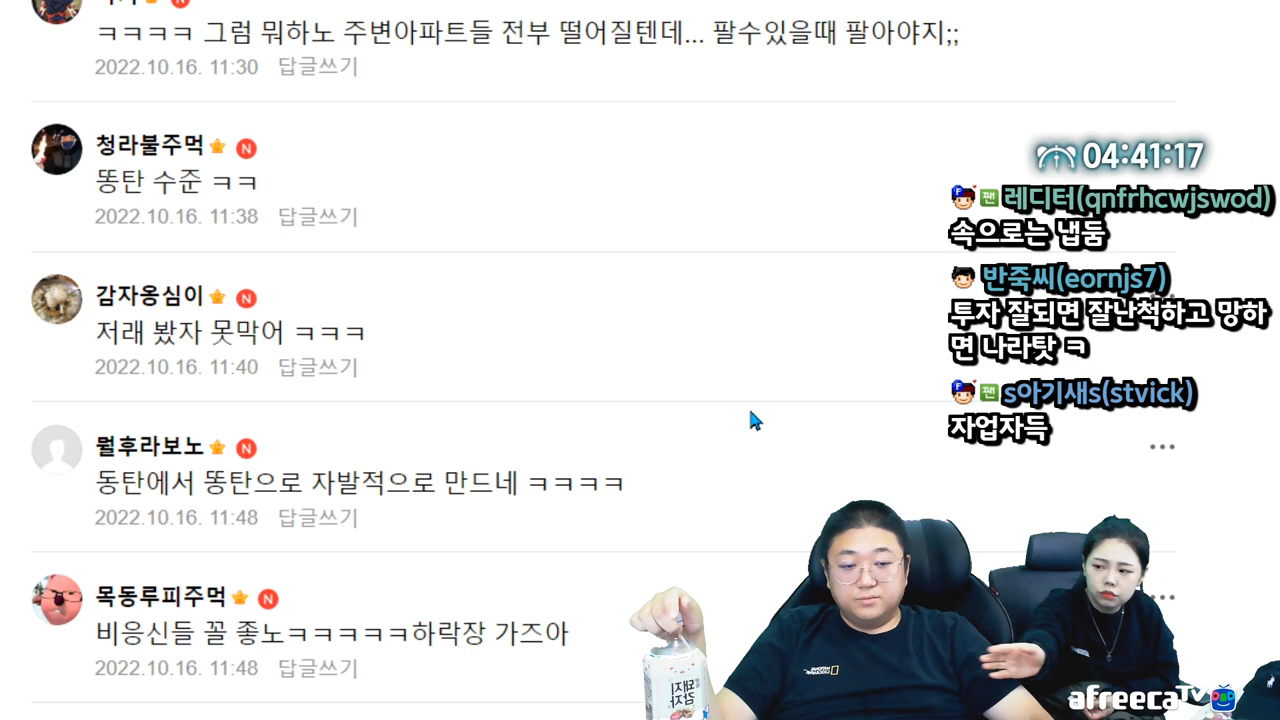 ㅋㅋㅋㅋ 그럼 뭐하노 주변아파트들 전부 떨어질텐데... 팔수있을때 팔아야지;;
2022.10.16. 11:30 답글쓰기
청라불주먹 N
똥탄 수준 ㅋㅋ
2022.10.16. 11:38 답글쓰기
감자옹심이 N
저래 봤자 못막어 ㅋㅋㅋ
2022.10.16. 11:40 답글쓰기
뭘후라보노 N
동탄에서 똥탄으로 자발적으로 만드네 ㅋㅋㅋㅋ
2022.10.16. 11:48 답글쓰기
목동루피주먹 N
비응신들 꼴 좋노ㅋㅋㅋㅋㅋ하락장 가즈아
2022.10.16. 11:48 답글쓰기
04:41:17
팬 레디터(qnfrhcwjswod)
속으로는 냅둠
반죽씨(eornjs7)
투자 잘되면 잘난척하고 망하
면 나라탓 ㅋ
팬 s아기새s(stvick)
자업자득
돼지
감자
afreecaTV